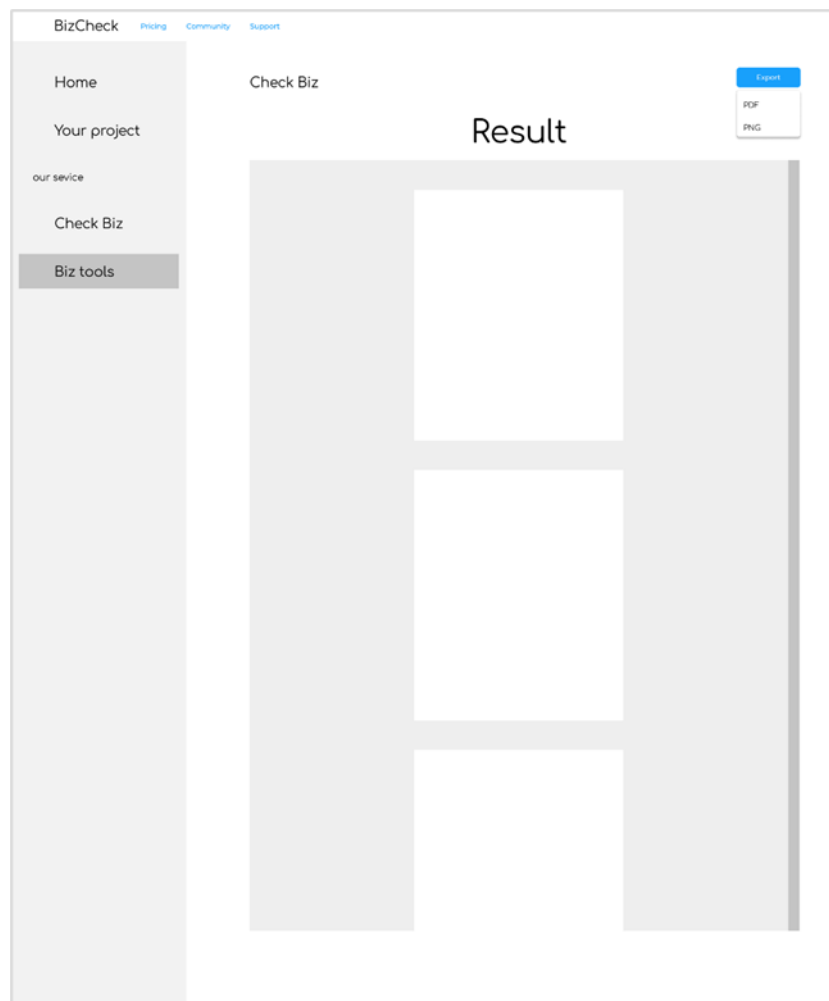 BizCheck Pricing Community Support
Home
Your project
our sevice
Check Biz
Biz tools
Check Biz
Export
PDF
PNG
Result